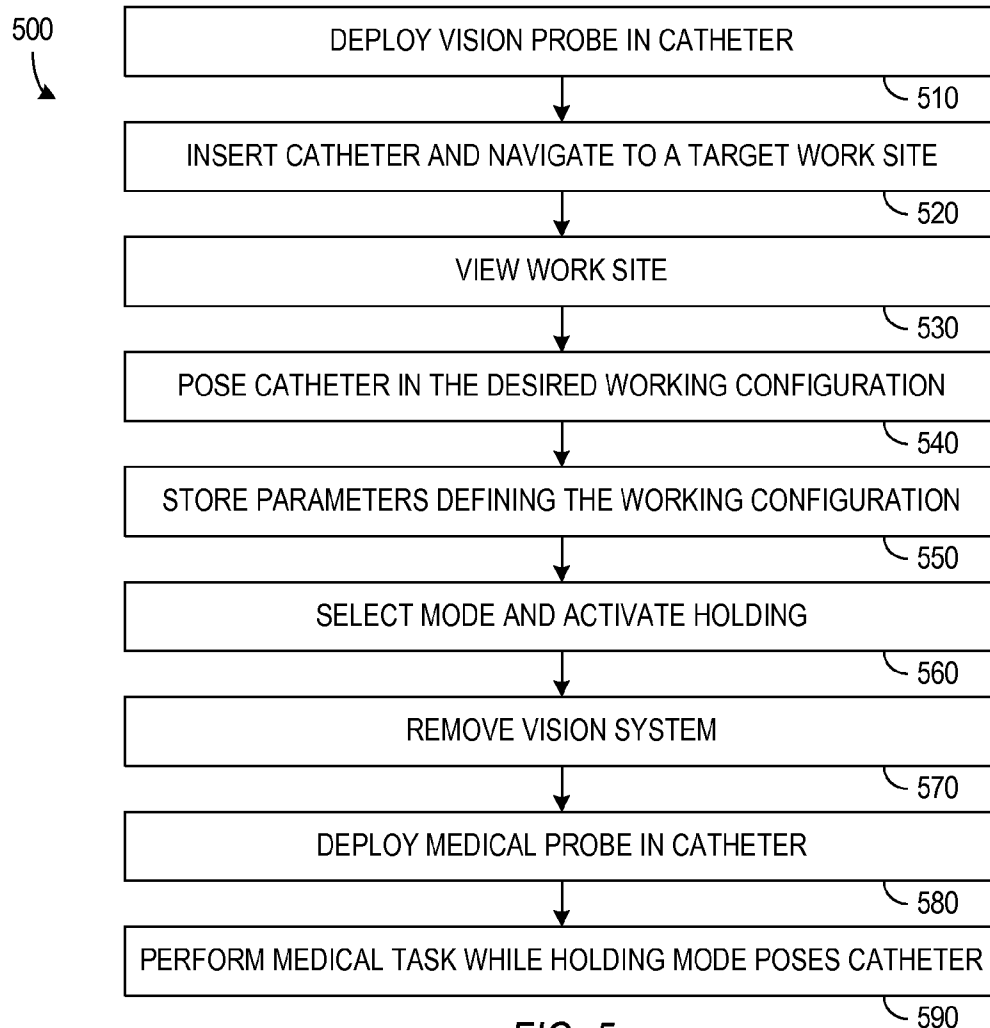 500
DEPLOY VISION PROBE IN CATHETER
510
INSERT CATHETER AND NAVIGATE TO A TARGET WORK SITE
520
VIEW WORK SITE
530
POSE CATHETER IN THE DESIRED WORKING CONFIGURATION
540
STORE PARAMETERS DEFINING THE WORKING CONFIGURATION
550
SELECT MODE AND ACTIVATE HOLDING
560
REMOVE VISION SYSTEM
570
DEPLOY MEDICAL PROBE IN CATHETER
580
PERFORM MEDICAL TASK WHILE HOLDING MODE POSES CATHETER
590
FIG. 5